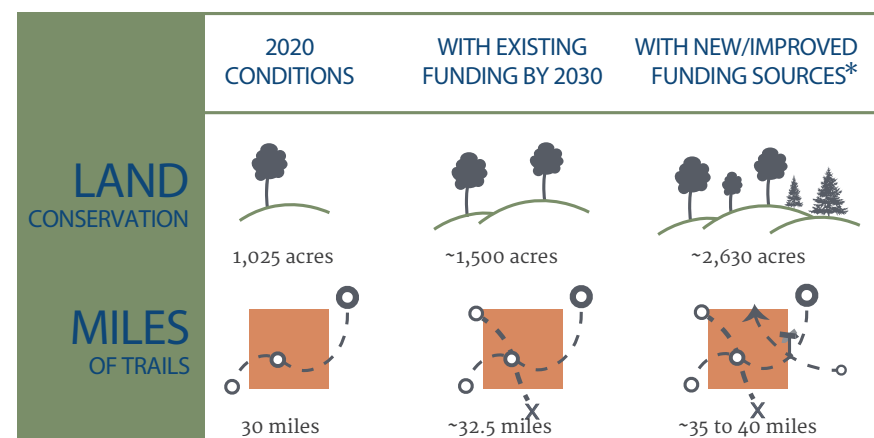 2020
CONDITIONS
WITH EXISTING
FUNDING BY 2030
WITH NEW/IMPROVED
FUNDING SOURCES*
LAND
CONSERVATION
1,025 acres
~1,500 acres
~2,630 acres
MILES
OF TRAILS
30 miles
~32.5 miles
~35 to 40 miles